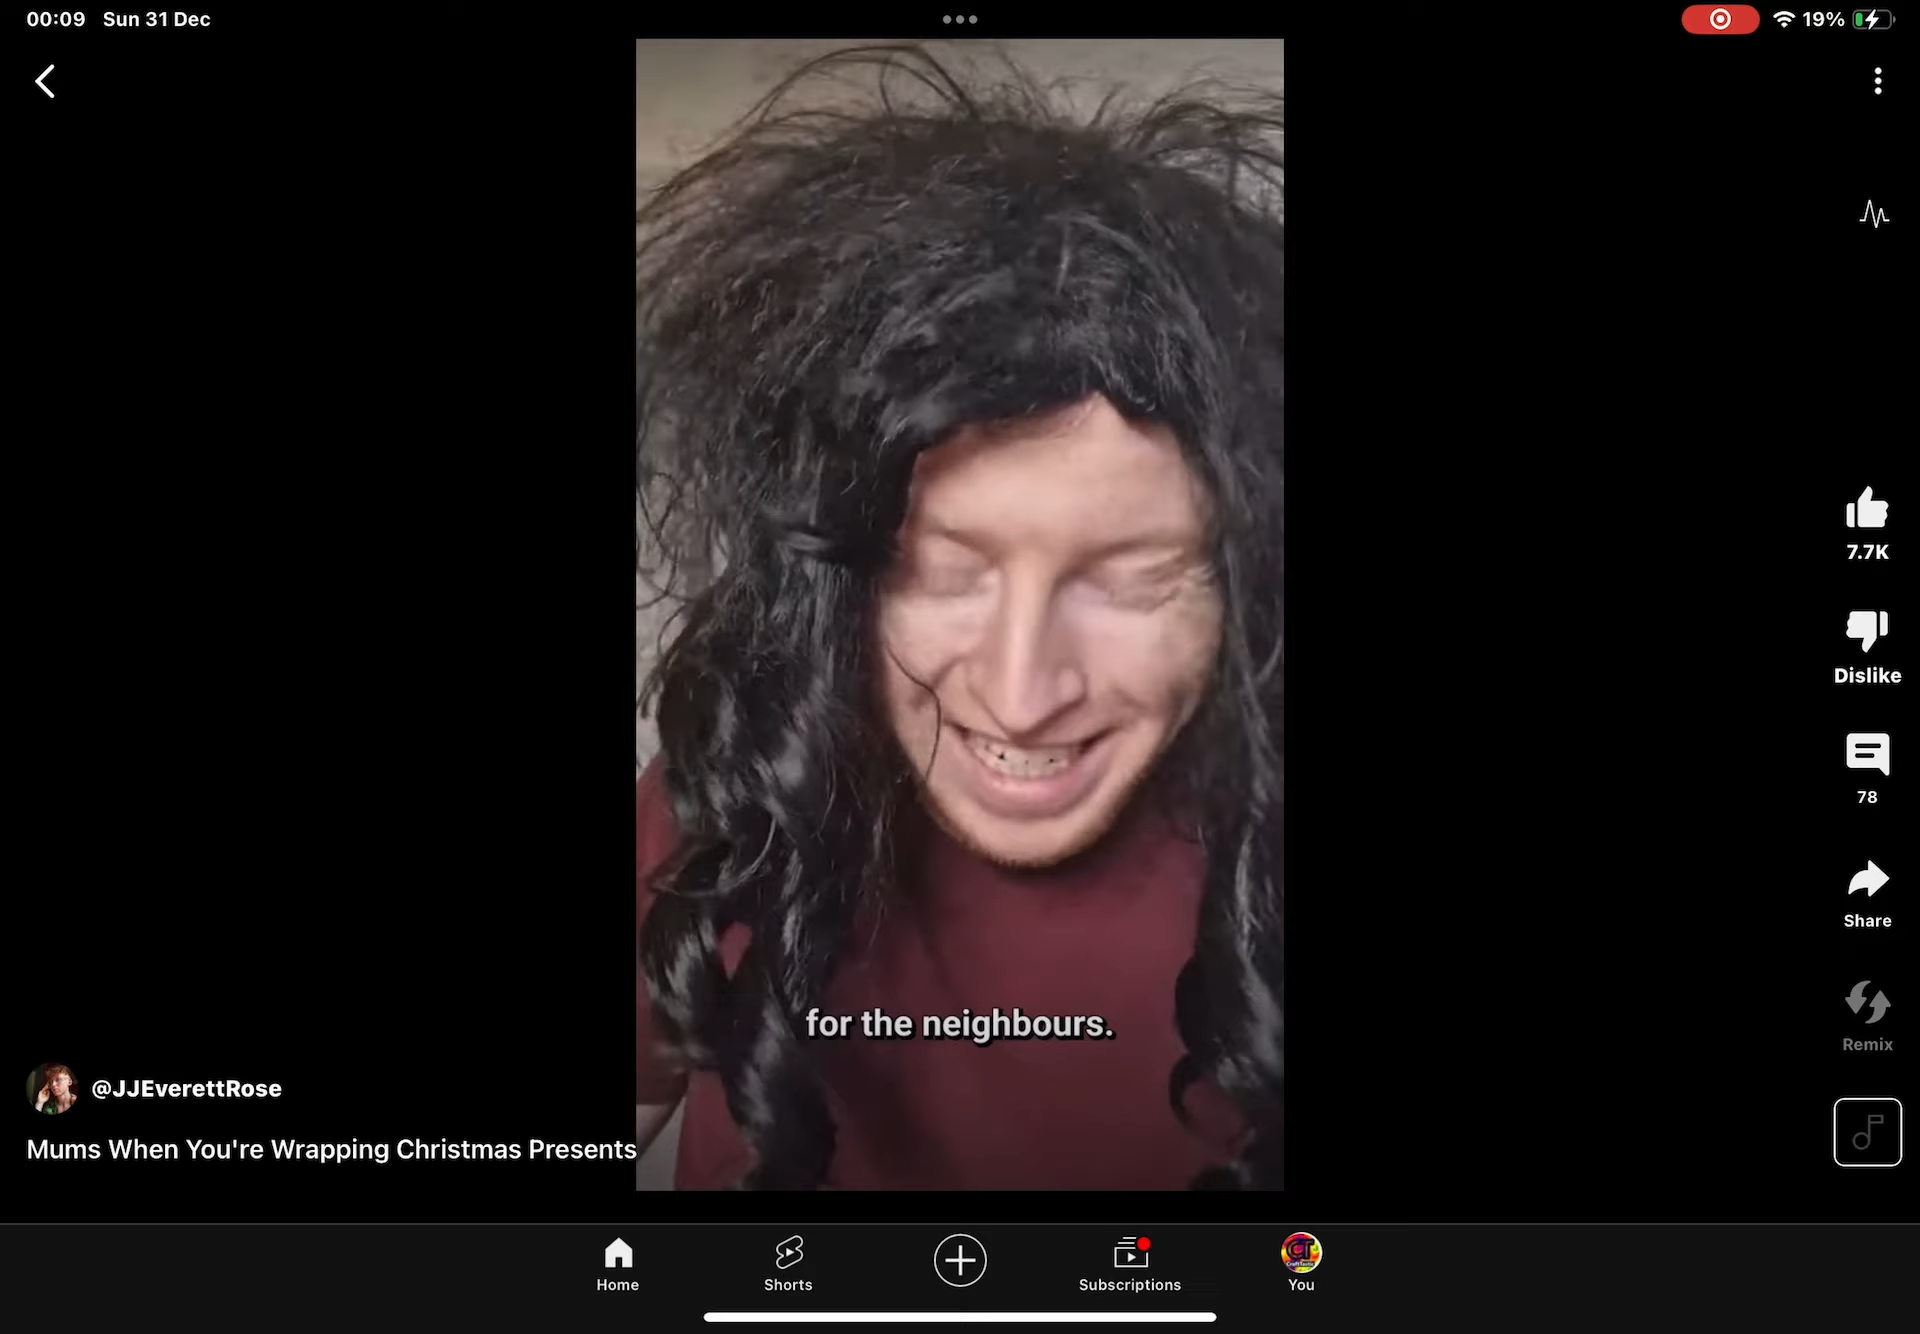 00:09 Sun 31 Dec
19%
7.7K
Dislike
78
Share
for the neighbours.
Remix
@JJEverettRose
Mums When You're Wrapping Christmas Presents
Home
Shorts
Subscriptions
You